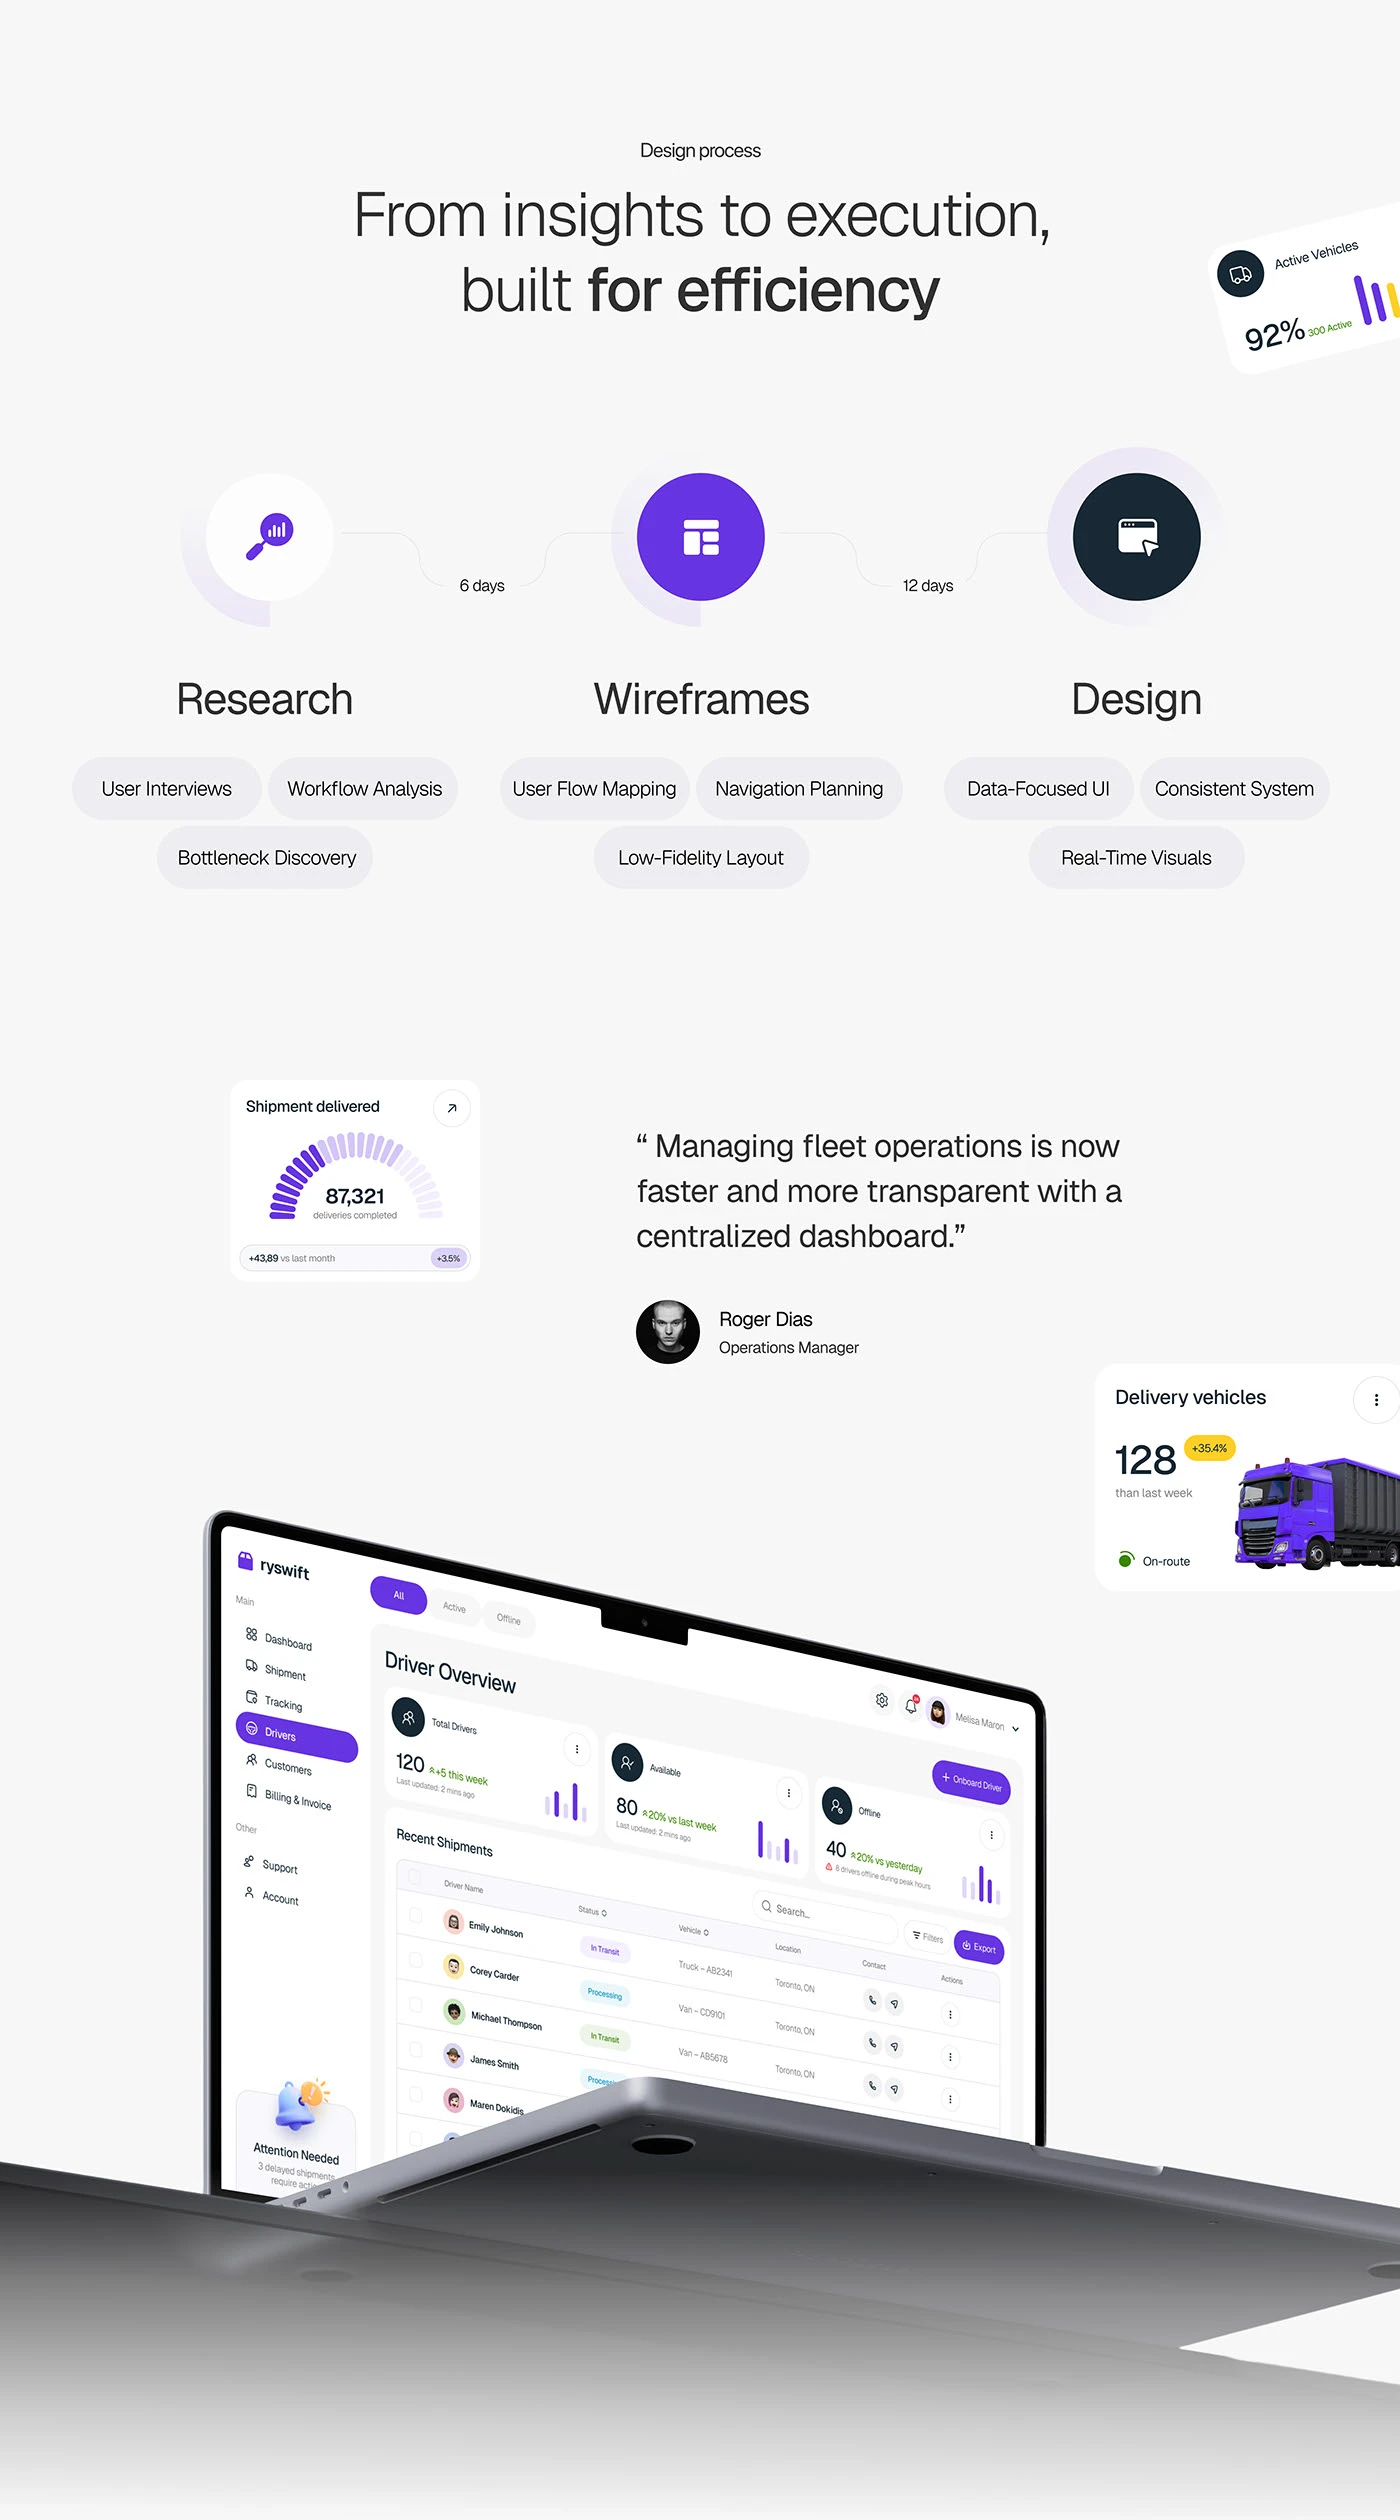 Design process
From insights to execution,
built for efficiency
Active Vehicles
92% 300 Active
6 days
12 days
Research
Wireframes
Design
User Interviews
Workflow Analysis
Bottleneck Discovery
User Flow Mapping
Navigation Planning
Low-Fidelity Layout
Data-Focused UI
Consistent System
Real-Time Visuals
Shipment delivered
87,321
deliveries completed
+43,89 vs last month
+3.5%
“ Managing fleet operations is now
faster and more transparent with a
centralized dashboard.”
Roger Dias
Operations Manager
Delivery vehicles
128
+35.4%
than last week
On-route
ryswift
Main
Dashboard
Shipment
Tracking
Drivers
Customers
Billing & Invoice
Other
Support
Account
Attention Needed
3 delayed shipments
require
All
Active
Offline
Melisa Maron
Driver Overview
Onboard Driver
Total Drivers
120
+5 this week
Last updated: 2 mins ago
Available
80
20% vs last week
Last updated: 2 mins ago
Offline
40
20% vs yesterday
8 drivers offline during peak hours
Recent Shipments
Search...
Filters
Export
Driver Name
Status
Vehicle
Location
Contact
Actions
Emily Johnson
In Transit
Truck – AB2341
Toronto, ON
Corey Carder
Processing
Van – CD9101
Toronto, ON
Michael Thompson
In Transit
Van – AB5678
Toronto, ON
James Smith
Maren Dokidis